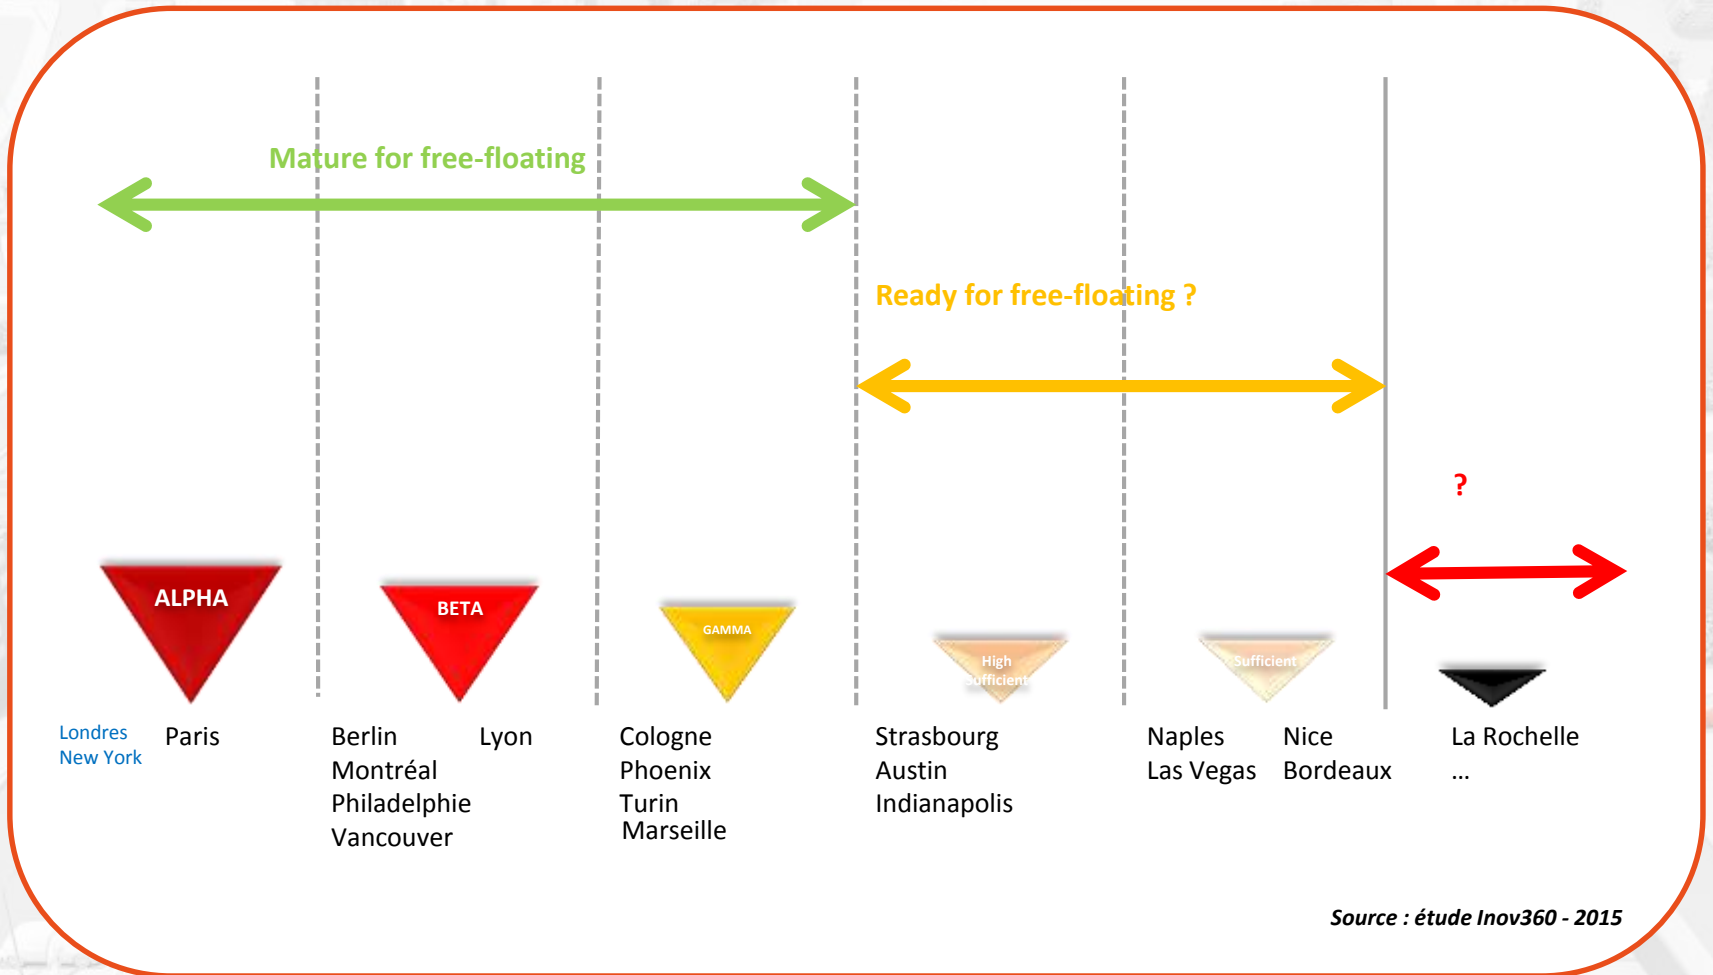 Mature for free-floating
Ready for free-floating ?
?
ALPHA
BETA
GAMMA
High
Sufficient
Sufficient
Londres
New York
Paris
Berlin
Montréal
Philadelphie
Vancouver
Lyon
Cologne
Phoenix
Turin
Marseille
Strasbourg
Austin
Indianapolis
Naples
Las Vegas
Nice
Bordeaux
La Rochelle
...
Source : étude Inov360 - 2015